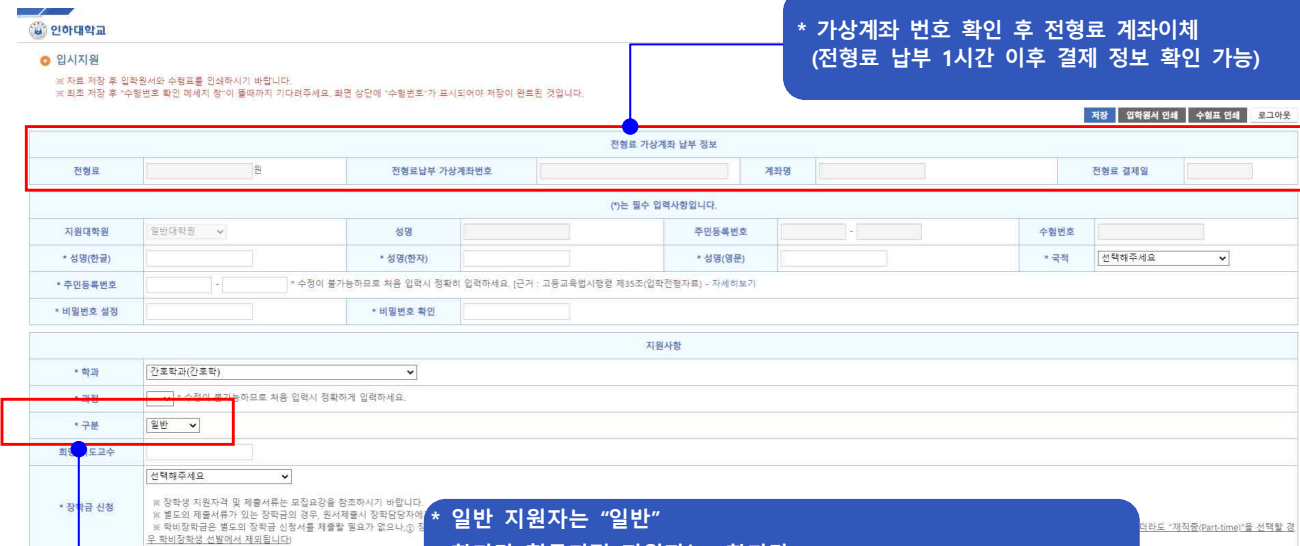 인하대학교
* 가상계좌 번호 확인 후 전형료 계좌이체
(전형료 납부 1시간 이후 결제 정보 확인 가능)
입시지원
※ 자료 저장 후 입학원서와 수험표를 인쇄하시기 바랍니다.
※ 최초 저장 후 "수험번호 확인 메세지 창"이 뜰때까지 기다려주세요, 화면 상단에 "수험번호"가 표시되어야 저장이 완료된 것입니다.
저장 입학원서 인쇄 수험표 인쇄 로그아웃
전형료 가상계좌 납부 정보
전형료 원 전형료납부 가상계좌번호 계좌명 전형료 결제일
(*)는 필수 입력사항입니다.
지원대학원 일반대학원 성명 주민등록번호 - 수험번호
* 성명(한글) * 성명(한자) * 성명(영문) * 국적 선택해주세요
* 주민등록번호 - * 수정이 불가능하므로 처음 입력시 정확히 입력하세요. [근거 : 고등교육법시행령 제35조(입학전형자료) - 자세히보기
* 비밀번호 설정 * 비밀번호 확인
지원사항
* 학과 간호학과(간호학)
* 과정 * 수정이 불가능하므로 처음 입력시 정확하게 입력하세요.
* 구분 일반
희망지도교수
선택해주세요
* 장학금 신청
※ 장학생 지원자격 및 제출서류는 모집요강을 참조하시기 바랍니다.
※ 별도의 제출서류가 있는 장학금의 경우, 원서제출시 장학담당자에
※ 학비장학금은 별도의 장학금 신청서를 제출할 필요가 없으나,①
더라도 "재직중(Part-time)"을 선택할 경
우 학비장학생 선발에서 제외됩니다)
* 일반 지원자는 “일반”